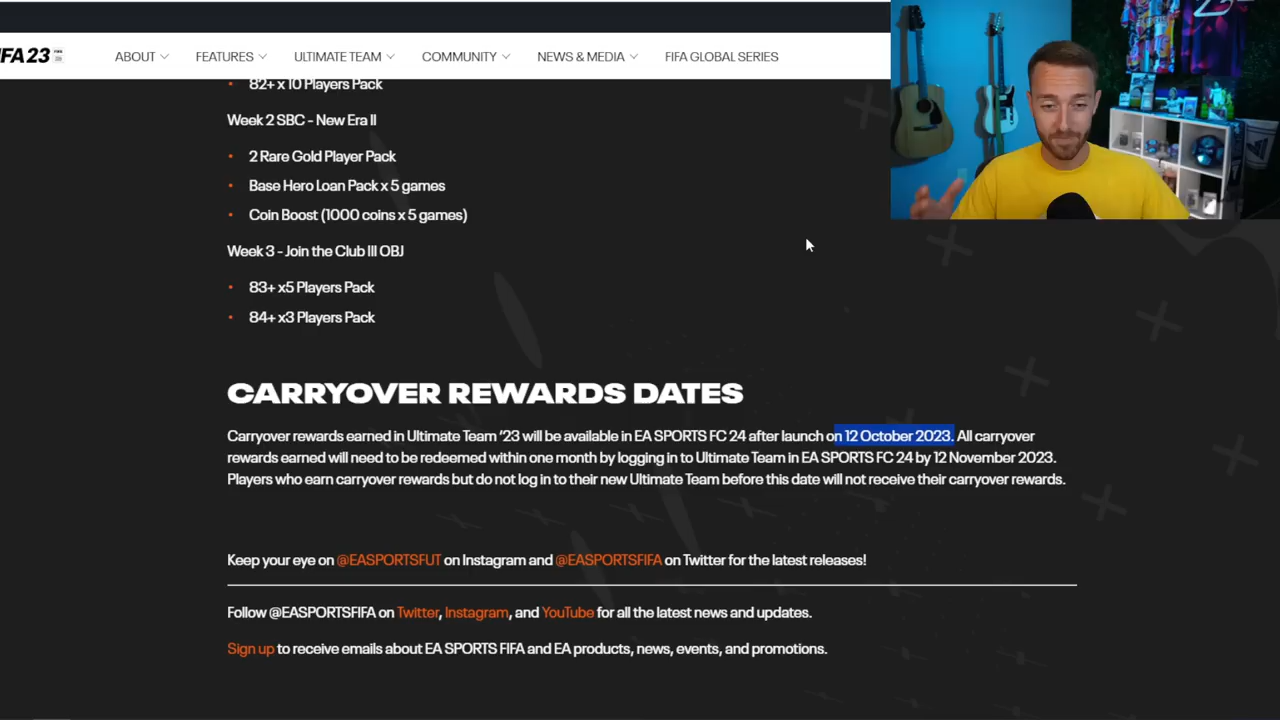 FA 23
ABOUT
FEATURES
ULTIMATE TEAM
COMMUNITY
NEWS & MEDIA
FIFA GLOBAL SERIES
82+ x 10 Players Pack
Week 2 SBC - New Era II
2 Rare Gold Player Pack
Base Hero Loan Pack x 5 games
Coin Boost (1000 coins x 5 games)
Week 3 - Join the Club III OBJ
83+ x5 Players Pack
84+ x3 Players Pack
CARRYOVER REWARDS DATES
Carryover rewards earned in Ultimate Team '23 will be available in EA SPORTS FC 24 after launch on 12 October 2023. All carryover
rewards earned will need to be redeemed within one month by logging in to Ultimate Team in EA SPORTS FC 24 by 12 November 2023.
Players who earn carryover rewards but do not log in to their new Ultimate Team before this date will not receive their carryover rewards.
Keep your eye on @EASPORTSFUT on Instagram and @EASPORTSFIFA on Twitter for the latest releases!
Follow @EASPORTSFIFA on Twitter, Instagram, and YouTube for all the latest news and updates.
Sign up to receive emails about EA SPORTS FIFA and EA products, news, events, and promotions.